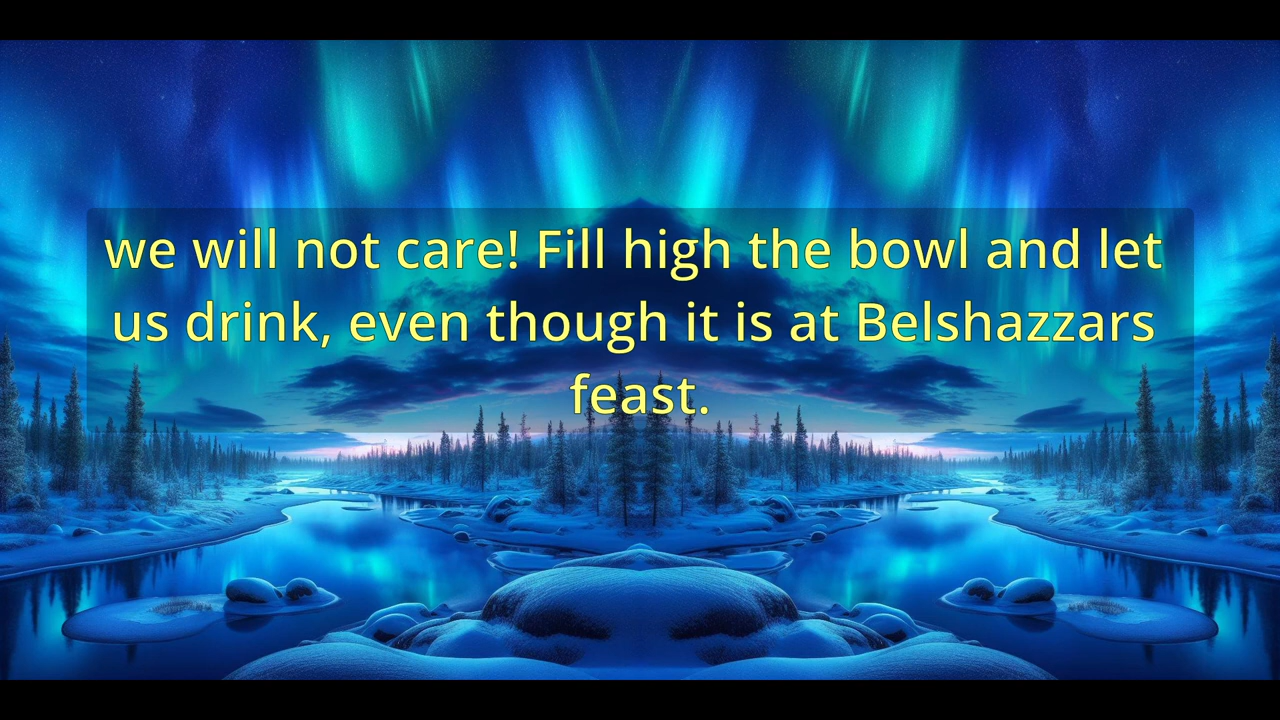 we will not care! Fill high the bowl and let
us drink, even though it is at Belshazzars
feast.